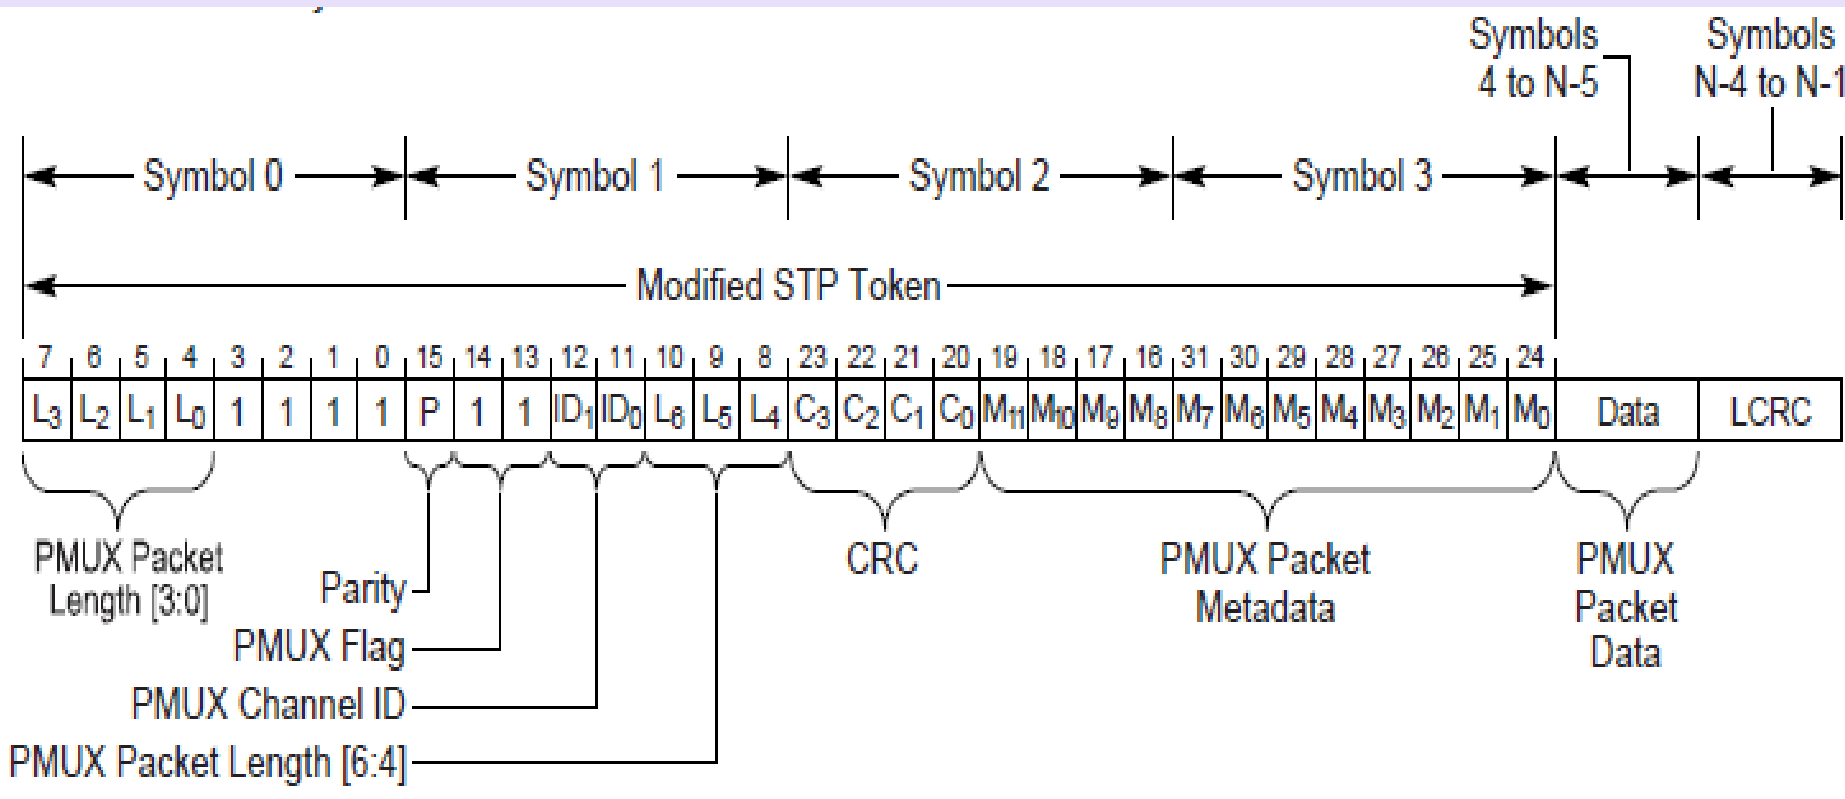 Symbols
4 to N-5
Symbols
N-4 to N-1
Symbol 0
Symbol 1
Symbol 2
Symbol 3
Modified STP Token
7 6 5 4 3 2 1 0 15 14 13 12 11 10 9 8 23 22 21 20 19 18 17 16 31 30 29 28 27 26 25 24
L3 L2 L1 L0 1 1 1 1 P 1 1 ID1 ID0 L6 L5 L4 C3 C2 C1 C0 M11 M10 M9 M8 M7 M6 M5 M4 M3 M2 M1 M0 Data LCRC
PMUX Packet
Length [3:0]
Parity
PMUX Flag
PMUX Channel ID
PMUX Packet Length [6:4]
CRC
PMUX Packet
Metadata
PMUX
Packet
Data